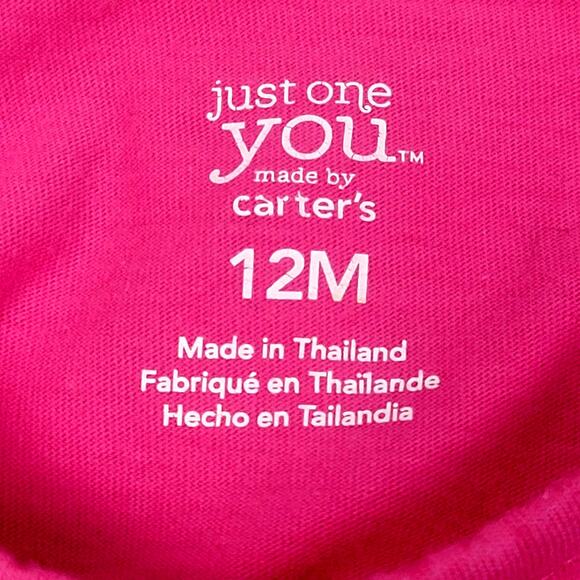 just one
you™
made by
carter's
12M
Made in Thailand
Fabriqué en Thaïlande
Hecho en Tailandia